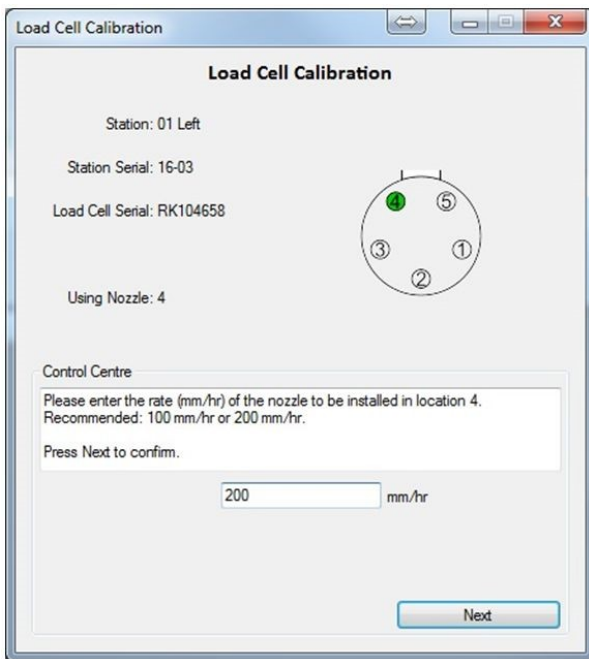 Load Cell Calibration
Load Cell Calibration
Station: 01 Left
Station Serial: 16-03
Load Cell Serial: RK104658
4
5
3
1
2
Using Nozzle: 4
Control Centre
Please enter the rate (mm/hr) of the nozzle to be installed in location 4.
Recommended: 100 mm/hr or 200 mm/hr.
Press Next to confirm.
200 mm/hr
Next